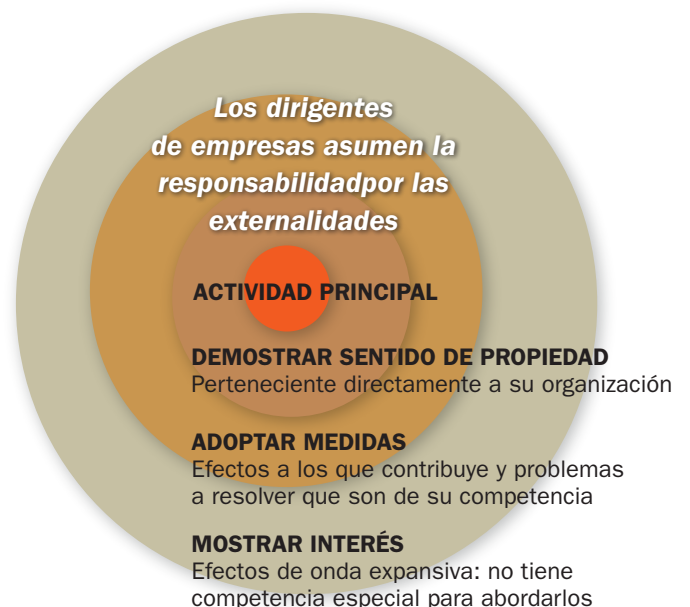 Los dirigentes
de empresas asumen la
responsabilidadpor las
externalidades
ACTIVIDAD PRINCIPAL
DEMOSTRAR SENTIDO DE PROPIEDAD
Perteneciente directamente a su organización
ADOPTAR MEDIDAS
Efectos a los que contribuye y problemas
a resolver que son de su competencia
MOSTRAR INTERÉS
Efectos de onda expansiva: no tiene
competencia especial para abordarlos